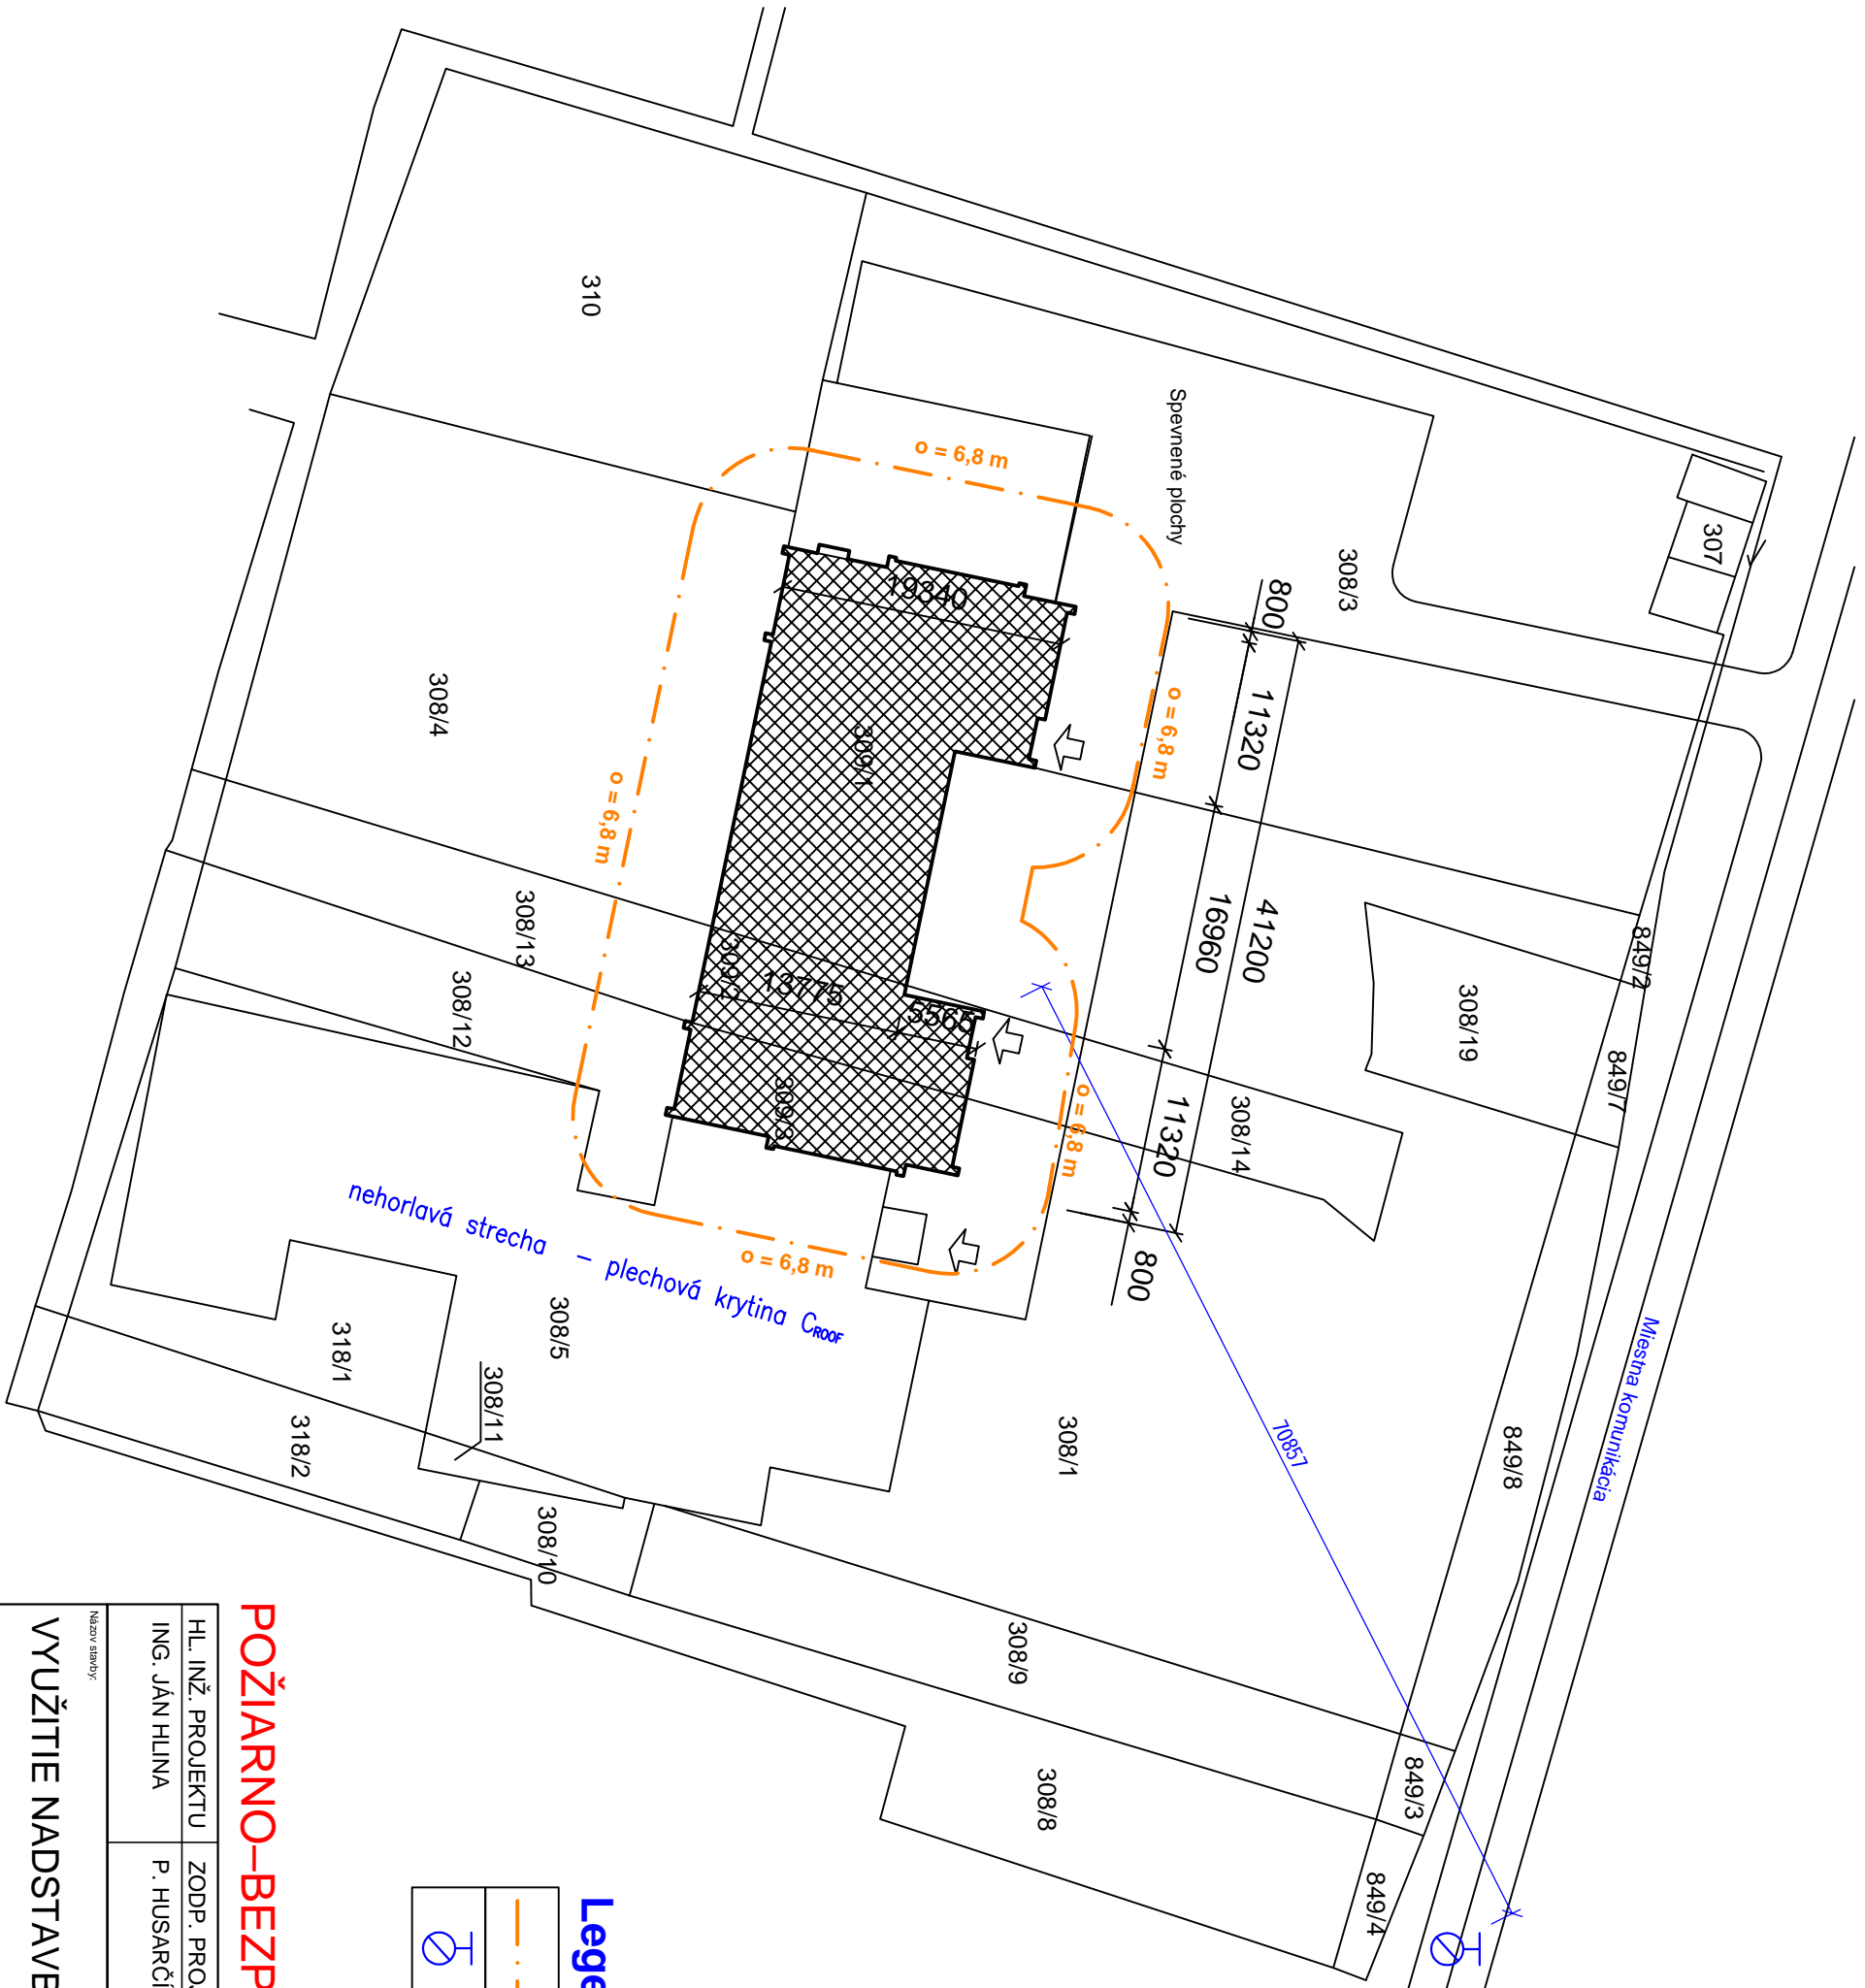 310
Spevnené plochy
308/3
307
o = 6,8 m
19340
800
11320
41200
16960
11320
800
o = 6,8 m
309/1
308/4
o = 6,8 m
308/13
308/12
309/2
13775
5565
309/3
o = 6,8 m
308/14
308/19
849/2
849/7
849/8
Miestna komunikácia
o = 6,8 m
nehorlavá strecha – plechová krytina CROOF
308/5
318/1
308/11
318/2
308/10
308/1
70857
308/9
308/8
849/3
849/4
Lege
POŽIARNO–BEZP
HL. INŽ. PROJEKTU
ZODP. PROJ
ING. JÁN HLINA
P. HUSARČÍ
Názov stavby:
VYUŽITIE NADSTAVB